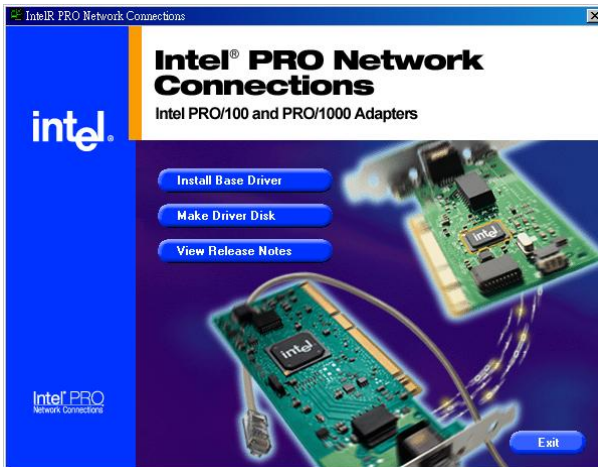 IntelR PRO Network Connections
Intel® PRO Network
Connections
Intel PRO/100 and PRO/1000 Adapters
intel.
Install Base Driver
Make Driver Disk
View Release Notes
intel
intel
Intel® PRO
Network Connections
Exit